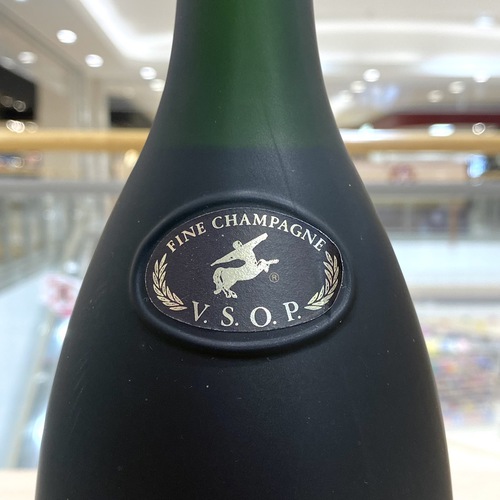 FINE CHAMPAGNE
®
V. S. O. P.